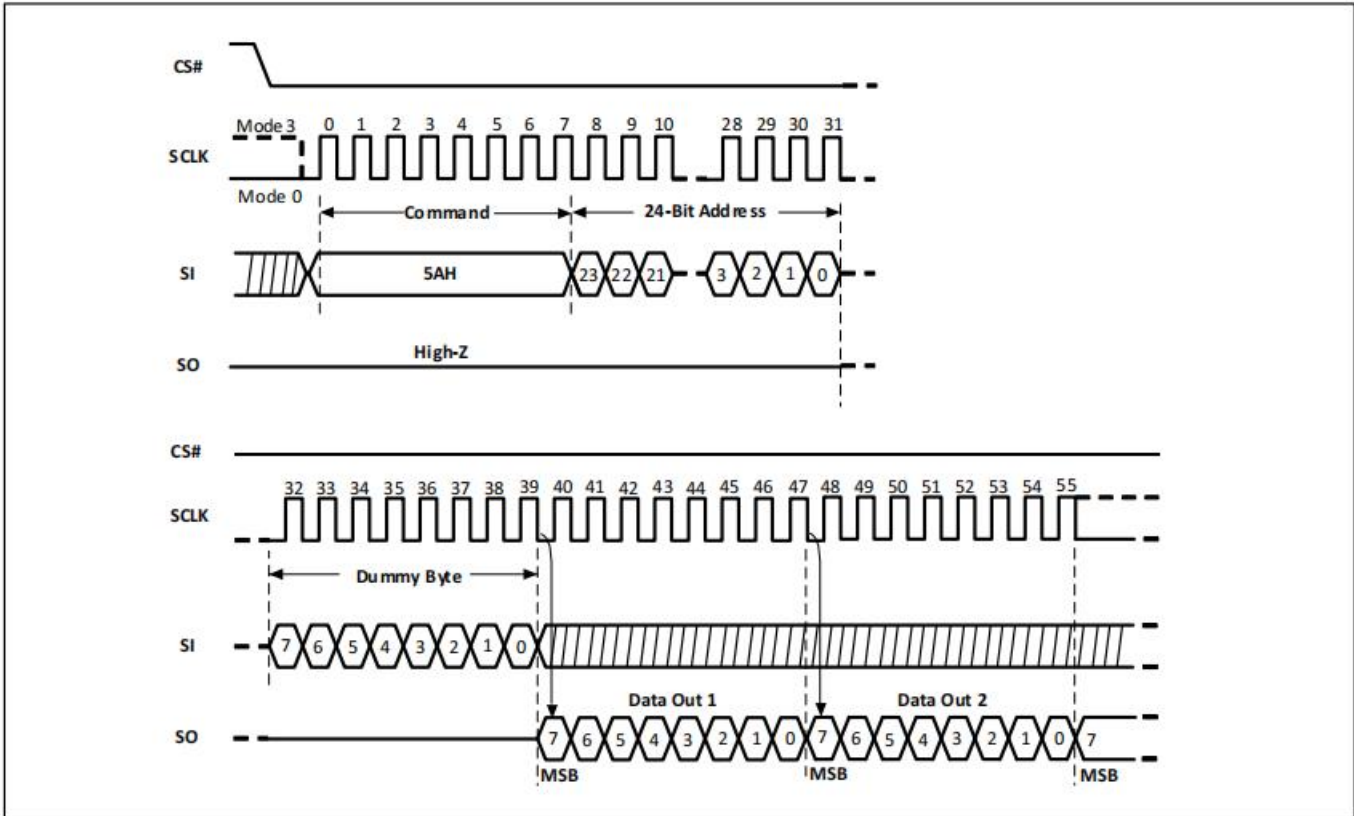 CS#
Mode 3 0 1 2 3 4 5 6 7 8 9 10 28 29 30 31
SCLK
Mode 0
Command 24-Bit Address
SI 5AH 23 22 21 3 2 1 0
High-Z
SO
CS#
32 33 34 35 36 37 38 39 40 41 42 43 44 45 46 47 48 49 50 51 52 53 54 55
SCLK
Dummy Byte
SI 7 6 5 4 3 2 1 0
Data Out 1 Data Out 2
SO 7 6 5 4 3 2 1 0 7 6 5 4 3 2 1 0 7
MSB MSB MSB